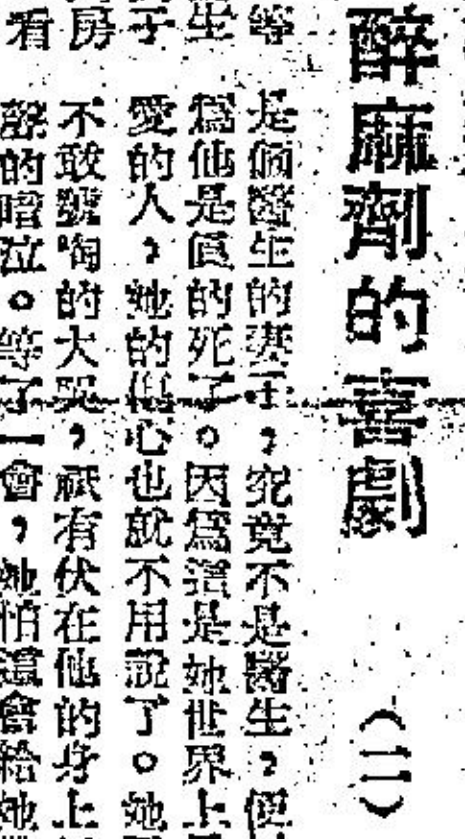 醉麻劑的喜劇 （二）
等 是個醫生的妻子，究竟不是醫生，便
生 爲他是眞的死了。因爲這是她世界上
子 愛的人，她的傷心也就不用說了。她
房 不敢號啕的大哭，祇有伏在他的身上
看 靜的暗泣。等了一會，她怕這會給她